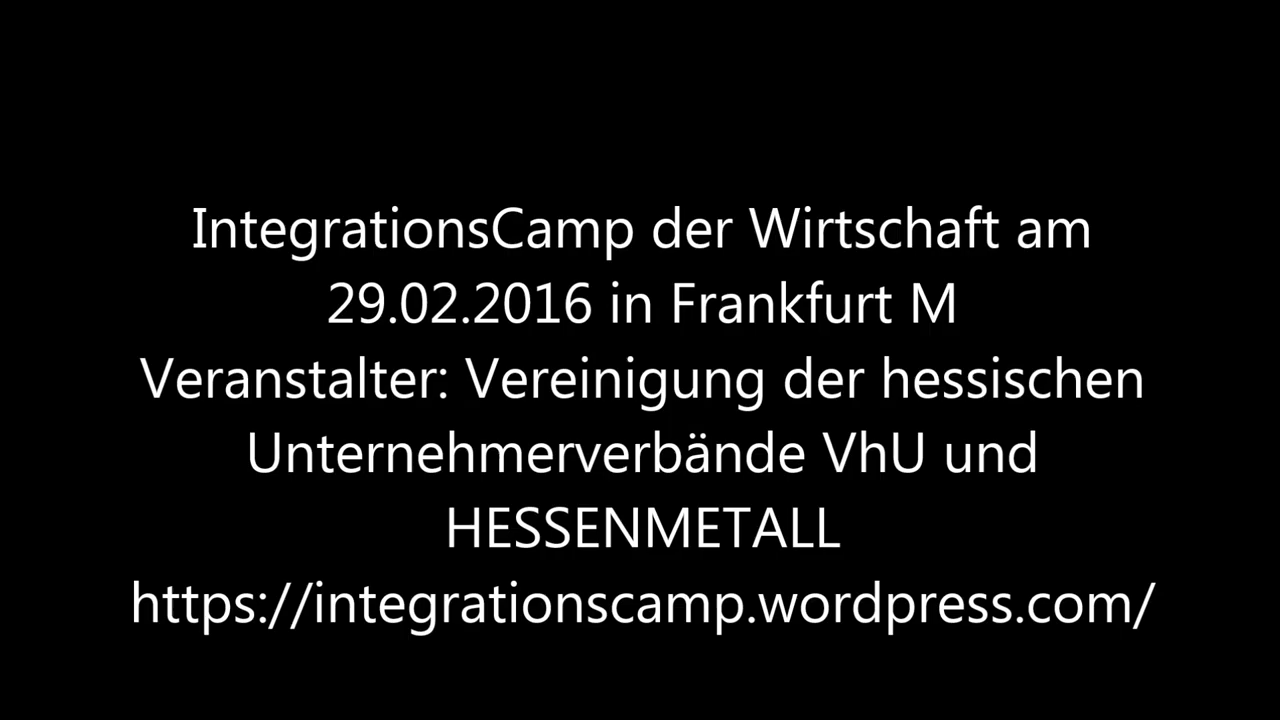 IntegrationsCamp der Wirtschaft am
29.02.2016 in Frankfurt M
Veranstalter: Vereinigung der hessischen
Unternehmerverbände VhU und
HESSENMETALL
https://integrationscamp.wordpress.com/